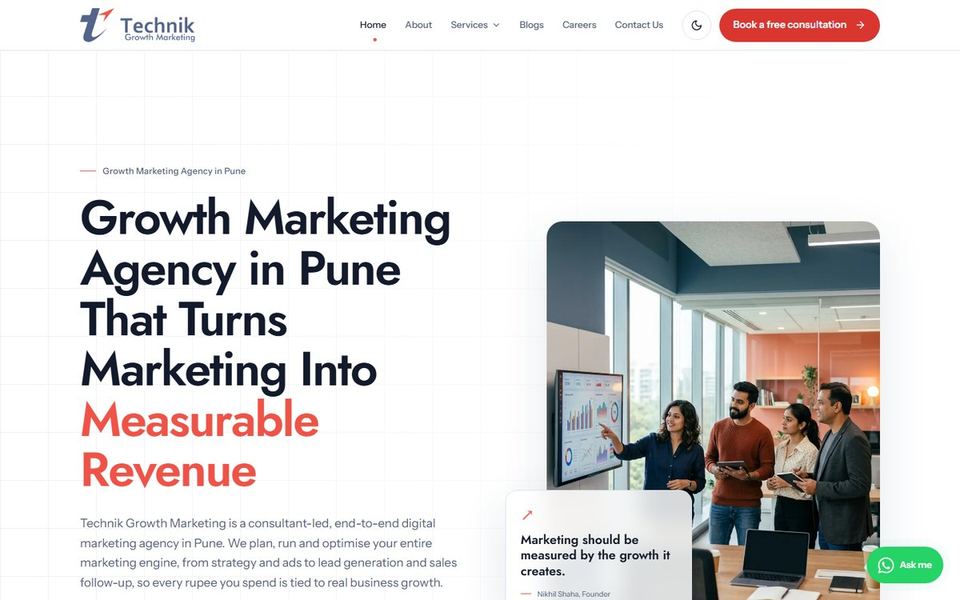 Technik
Growth Marketing
Home
About
Services
Blogs
Careers
Contact Us
Book a free consultation
Growth Marketing Agency in Pune
Growth Marketing
Agency in Pune
That Turns
Marketing Into
Measurable
Revenue
Technik Growth Marketing is a consultant-led, end-to-end digital
marketing agency in Pune. We plan, run and optimise your entire
marketing engine, from strategy and ads to lead generation and sales
follow-up, so every rupee you spend is tied to real business growth.
Marketing should be
measured by the growth it
creates.
Nikhil Shaha, Founder
Ask me